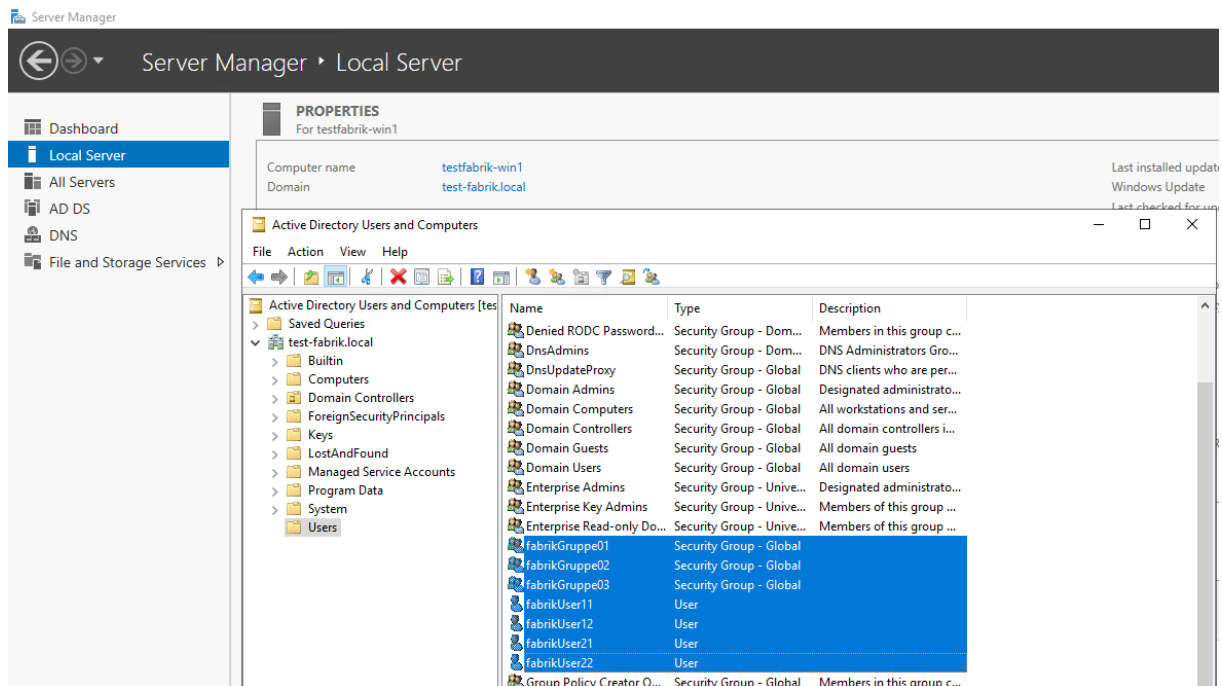 Server Manager
Server Manager ‣ Local Server
Dashboard
Local Server
All Servers
AD DS
DNS
File and Storage Services
PROPERTIES
For testfabrik-win1
Computer name testfabrik-win1 Last installed updat
Domain test-fabrik.local Windows Update
Last checked for up
Active Directory Users and Computers
File Action View Help
Active Directory Users and Computers [tes
Saved Queries
test-fabrik.local
Builtin
Computers
Domain Controllers
ForeignSecurityPrincipals
Keys
LostAndFound
Managed Service Accounts
Program Data
System
Users
Name Type Description
Denied RODC Password... Security Group - Dom... Members in this group c...
DnsAdmins Security Group - Dom... DNS Administrators Gro...
DnsUpdateProxy Security Group - Global DNS clients who are per...
Domain Admins Security Group - Global Designated administrato...
Domain Computers Security Group - Global All workstations and ser...
Domain Controllers Security Group - Global All domain controllers i...
Domain Guests Security Group - Global All domain guests
Domain Users Security Group - Global All domain users
Enterprise Admins Security Group - Unive... Designated administrato...
Enterprise Key Admins Security Group - Unive... Members of this group ...
Enterprise Read-only Do... Security Group - Unive... Members of this group ...
fabrikGruppe01 Security Group - Global
fabrikGruppe02 Security Group - Global
fabrikGruppe03 Security Group - Global
fabrikUser11 User
fabrikUser12 User
fabrikUser21 User
fabrikUser22 User
Group Policy Creator O... Security Group - Global Members in this group c...